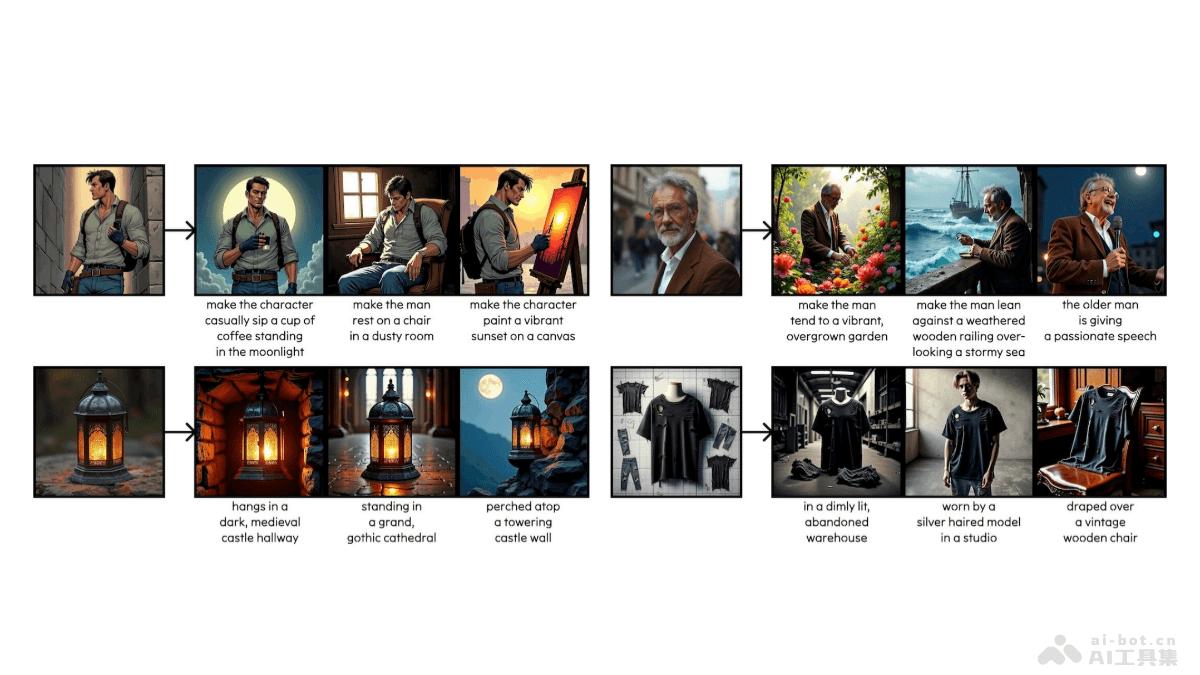 make the character
casually sip a cup of
coffee standing
in the moonlight
make the man
rest on a chair
in a dusty room
make the character
paint a vibrant
sunset on a canvas
make the man
tend to a vibrant,
overgrown garden
make the man lean
against a weathered
wooden railing over-
looking a stormy sea
the older man
is giving
a passionate speech
hangs in a
dark, medieval
castle hallway
standing in
a grand,
gothic cathedral
perched atop
a towering
castle wall
in a dimly lit,
abandoned
warehouse
worn by a
silver haired model
in a studio
draped over
a vintage
wooden chair
ai-bot.cn
AI工具集